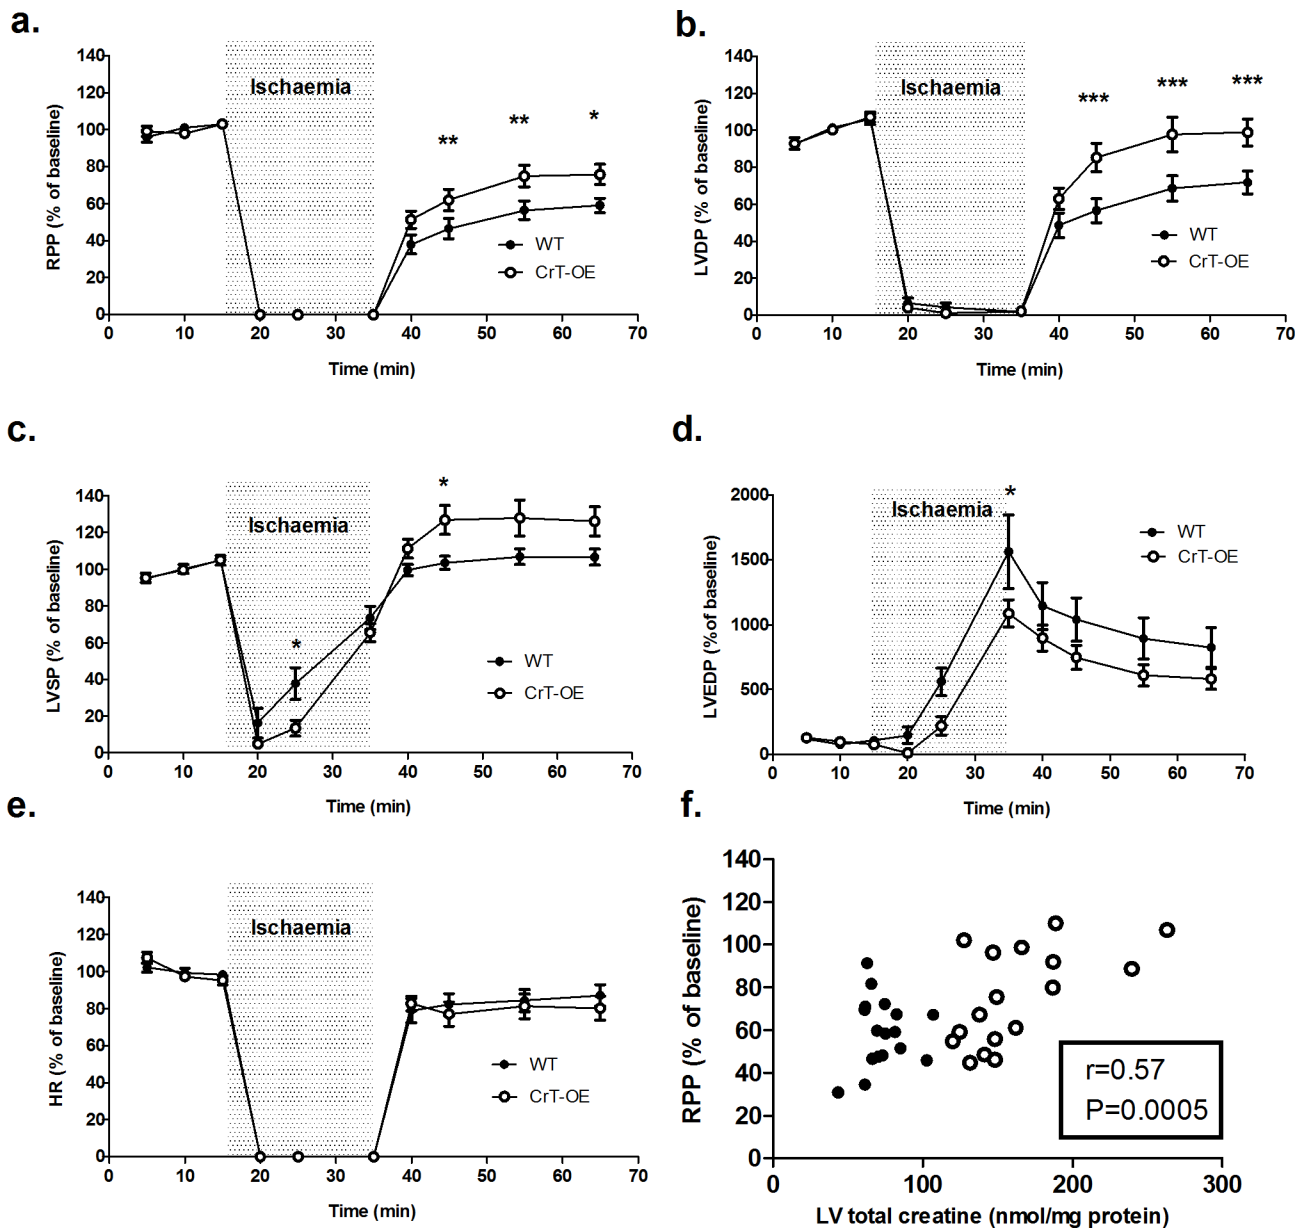 a.
RPP (% of baseline)
140
120
100
80
60
40
20
0
Ischaemia
** ** *
WT
CrT-OE
0 10 20 30 40 50 60 70
Time (min)
b.
LVDP (% of baseline)
140
120
100
80
60
40
20
0
Ischaemia
*** *** ***
WT
CrT-OE
0 10 20 30 40 50 60 70
Time (min)
c.
LVSP (% of baseline)
140
120
100
80
60
40
20
0
Ischaemia
* *
WT
CrT-OE
0 10 20 30 40 50 60 70
Time (min)
d.
LVEDP (%of baseline)
2000
1500
1000
500
0
Ischaemia
*
WT
CrT-OE
0 10 20 30 40 50 60 70
Time (min)
e.
HR (% of baseline)
140
120
100
80
60
40
20
0
Ischaemia
WT
CrT-OE
0 10 20 30 40 50 60 70
Time (min)
f.
RPP (% of baseline)
140
120
100
80
60
40
20
0
r=0.57
P=0.0005
0 100 200 300
LV total creatine (nmol/mg protein)